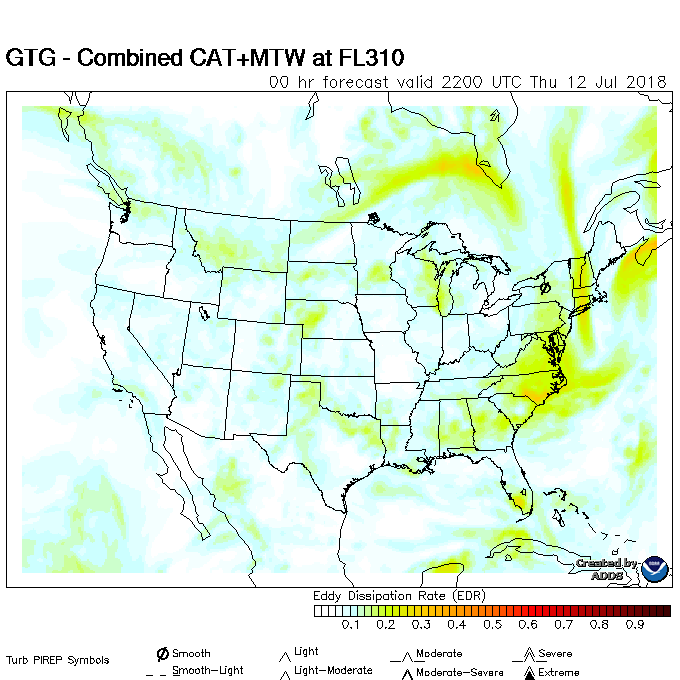 GTG - Combined CAT+MTW at FL310
00 hr forecast valid 2200 UTC Thu 12 Jul 2018
Created by
ADDS
Eddy Dissipation Rate (EDR)
0.1 0.2 0.3 0.4 0.5 0.6 0.7 0.8 0.9
Turb PIREP Symbols
Smooth Light Moderate Severe
Smooth-Light Light-Moderate Moderate-Severe Extreme